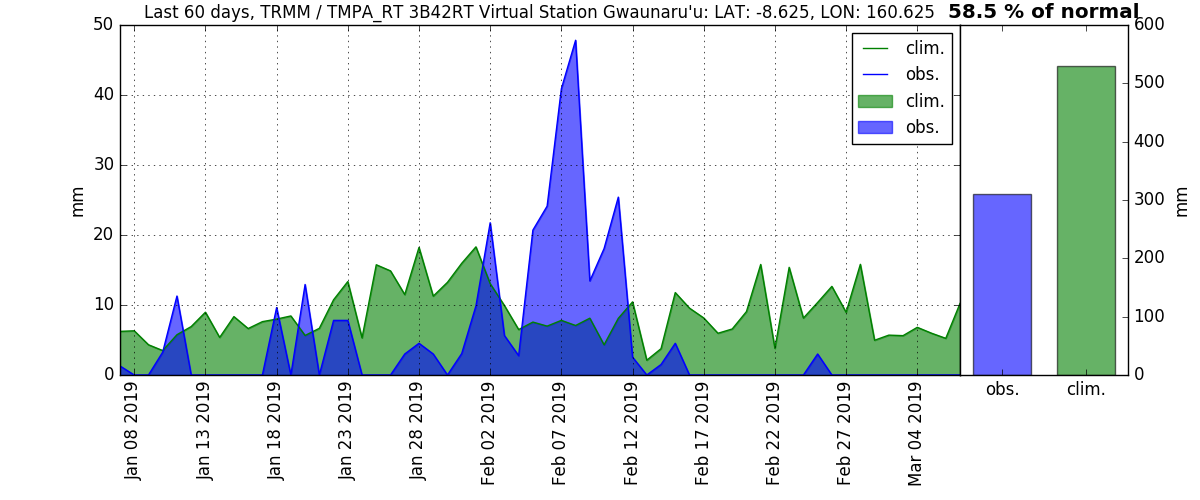 Last 60 days, TRMM / TMPA_RT 3B42RT Virtual Station Gwaunaru'u: LAT: -8.625, LON: 160.625
58.5 % of normal
50
40
30
20
10
0
mm
clim.
obs.
clim.
obs.
Jan 08 2019
Jan 13 2019
Jan 18 2019
Jan 23 2019
Jan 28 2019
Feb 02 2019
Feb 07 2019
Feb 12 2019
Feb 17 2019
Feb 22 2019
Feb 27 2019
Mar 04 2019
600
500
400
300
200
100
0
mm
obs.
clim.